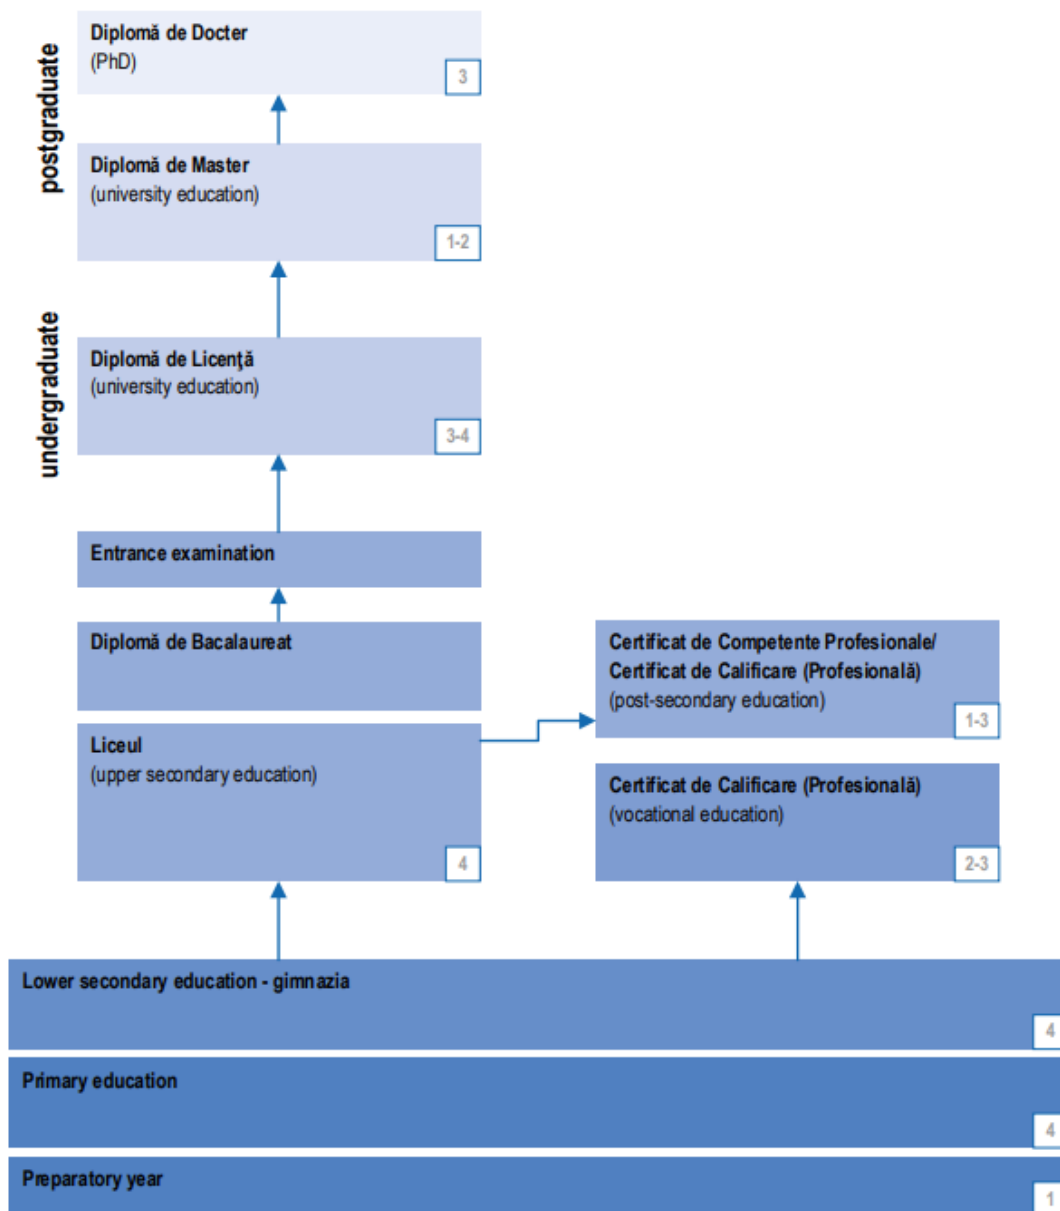 postgraduate
Diplomă de Docter
(PhD)
3
Diplomă de Master
(university education)
1-2
undergraduate
Diplomă de Licenţă
(university education)
3-4
Entrance examination
Diplomă de Bacalaureat
Liceul
(upper secondary education)
4
Certificat de Competente Profesionale/
Certificat de Calificare (Profesională)
(post-secondary education)
1-3
Certificat de Calificare (Profesională)
(vocational education)
2-3
Lower secondary education - gimnazia
4
Primary education
4
Preparatory year
1